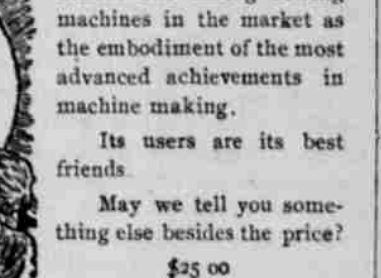 machines in the market as
the embodiment of the most
advanced achievements in
machine making.
Its users are its best
friends
May we tell you some-
thing else besides the price?
$25 00